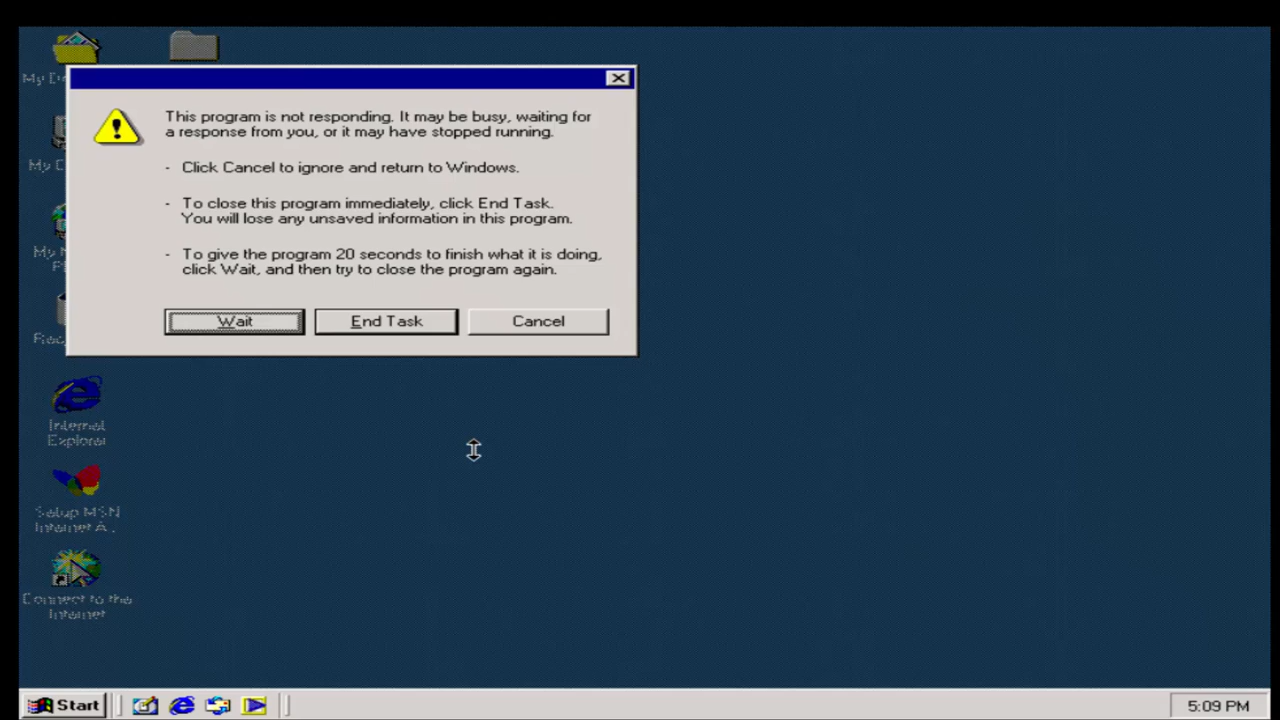 This program is not responding. It may be busy, waiting for
a response from you, or it may have stopped running.
- Click Cancel to ignore and return to Windows.
- To close this program immediately, click End Task.
You will lose any unsaved information in this program.
- To give the program 20 seconds to finish what it is doing,
click Wait, and then try to close the program again.
Wait End Task Cancel
Internet
Explorer
Setup MSN
Internet A..
Connect to the
Internet
Start
5:09 PM